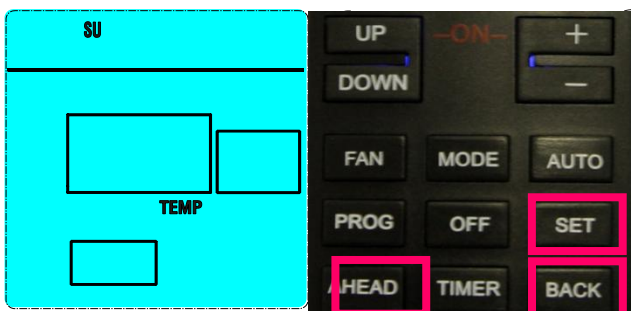 SU
TEMP
UP -ON- +
DOWN -
FAN MODE AUTO
PROG OFF SET
AHEAD TIMER BACK